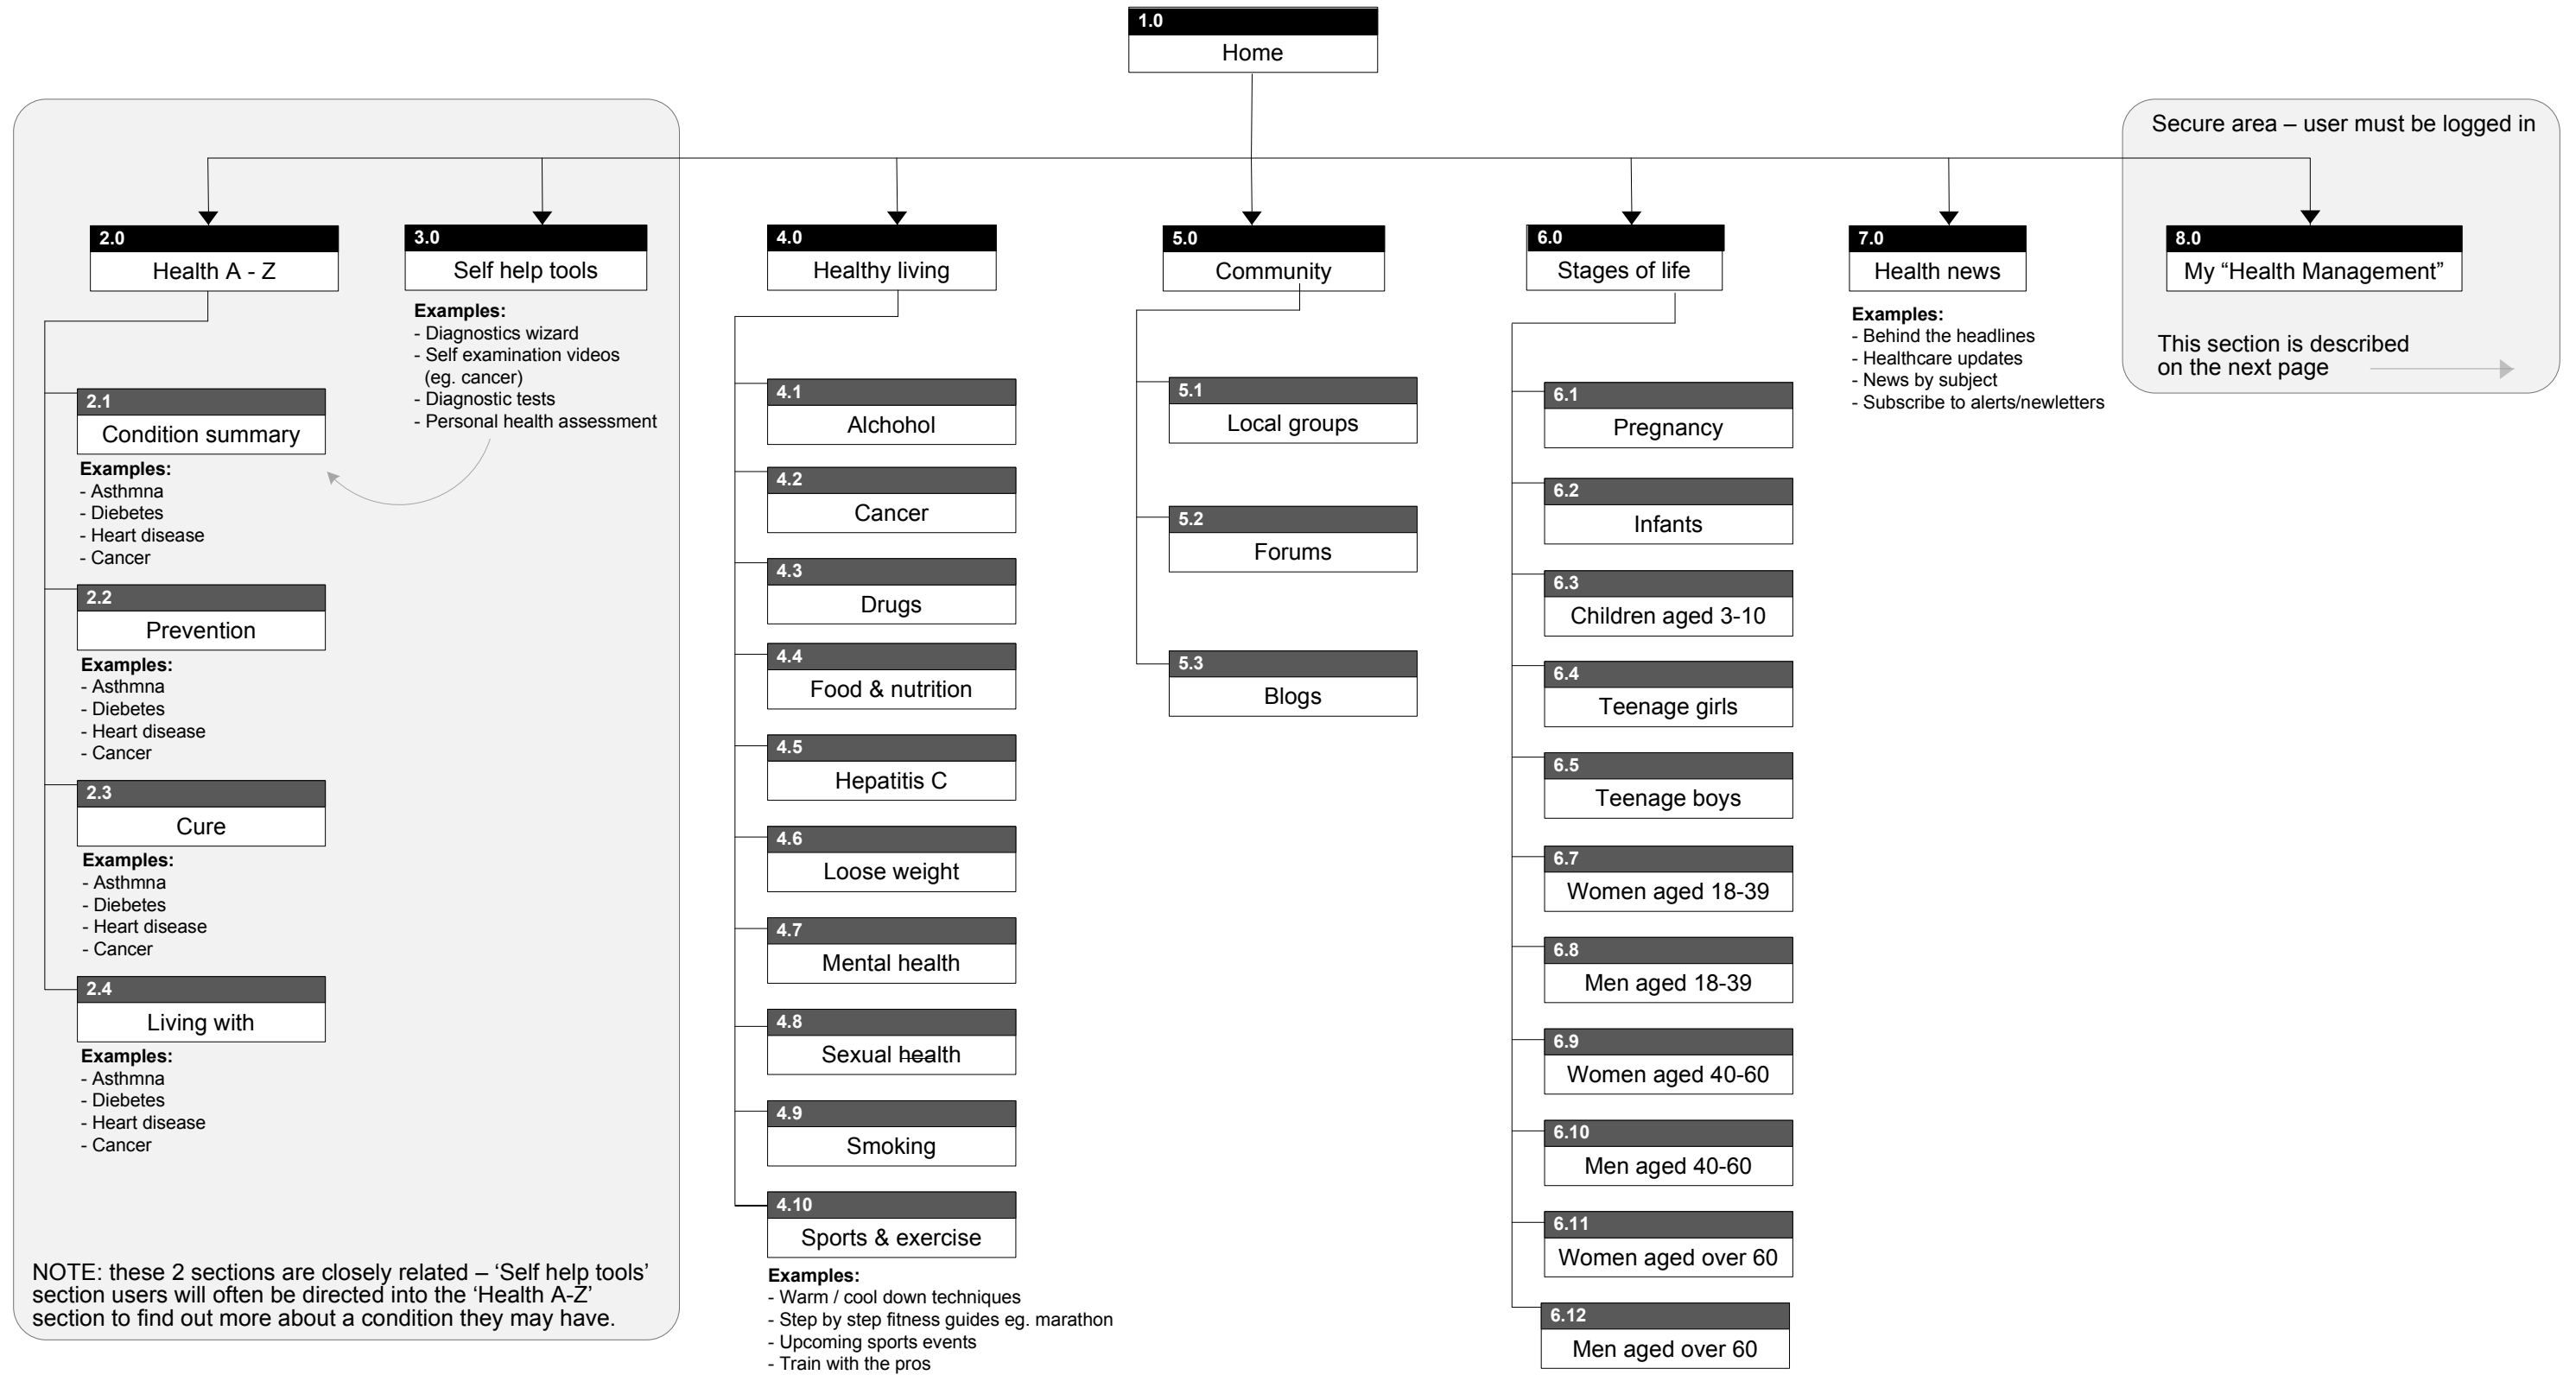 1.0
Home
Secure area – user must be logged in
2.0
Health A - Z
3.0
Self help tools
4.0
Healthy living
5.0
Community
6.0
Stages of life
7.0
Health news
8.0
My “Health Management”
Examples:
- Diagnostics wizard
- Self examination videos
(eg. cancer)
- Diagnostic tests
- Personal health assessment
Examples:
- Behind the headlines
- Healthcare updates
- News by subject
- Subscribe to alerts/newletters
This section is described
on the next page
2.1
Condition summary
Examples:
- Asthmna
- Diebetes
- Heart disease
- Cancer
2.2
Prevention
Examples:
- Asthmna
- Diebetes
- Heart disease
- Cancer
2.3
Cure
Examples:
- Asthmna
- Diebetes
- Heart disease
- Cancer
2.4
Living with
Examples:
- Asthmna
- Diebetes
- Heart disease
- Cancer
NOTE: these 2 sections are closely related – ‘Self help tools’
section users will often be directed into the ‘Health A-Z’
section to find out more about a condition they may have.
4.1
Alchohol
4.2
Cancer
4.3
Drugs
4.4
Food & nutrition
4.5
Hepatitis C
4.6
Loose weight
4.7
Mental health
4.8
Sexual health
4.9
Smoking
4.10
Sports & exercise
Examples:
- Warm / cool down techniques
- Step by step fitness guides eg. marathon
- Upcoming sports events
- Train with the pros
5.1
Local groups
5.2
Forums
5.3
Blogs
6.1
Pregnancy
6.2
Infants
6.3
Children aged 3-10
6.4
Teenage girls
6.5
Teenage boys
6.7
Women aged 18-39
6.8
Men aged 18-39
6.9
Women aged 40-60
6.10
Men aged 40-60
6.11
Women aged over 60
6.12
Men aged over 60